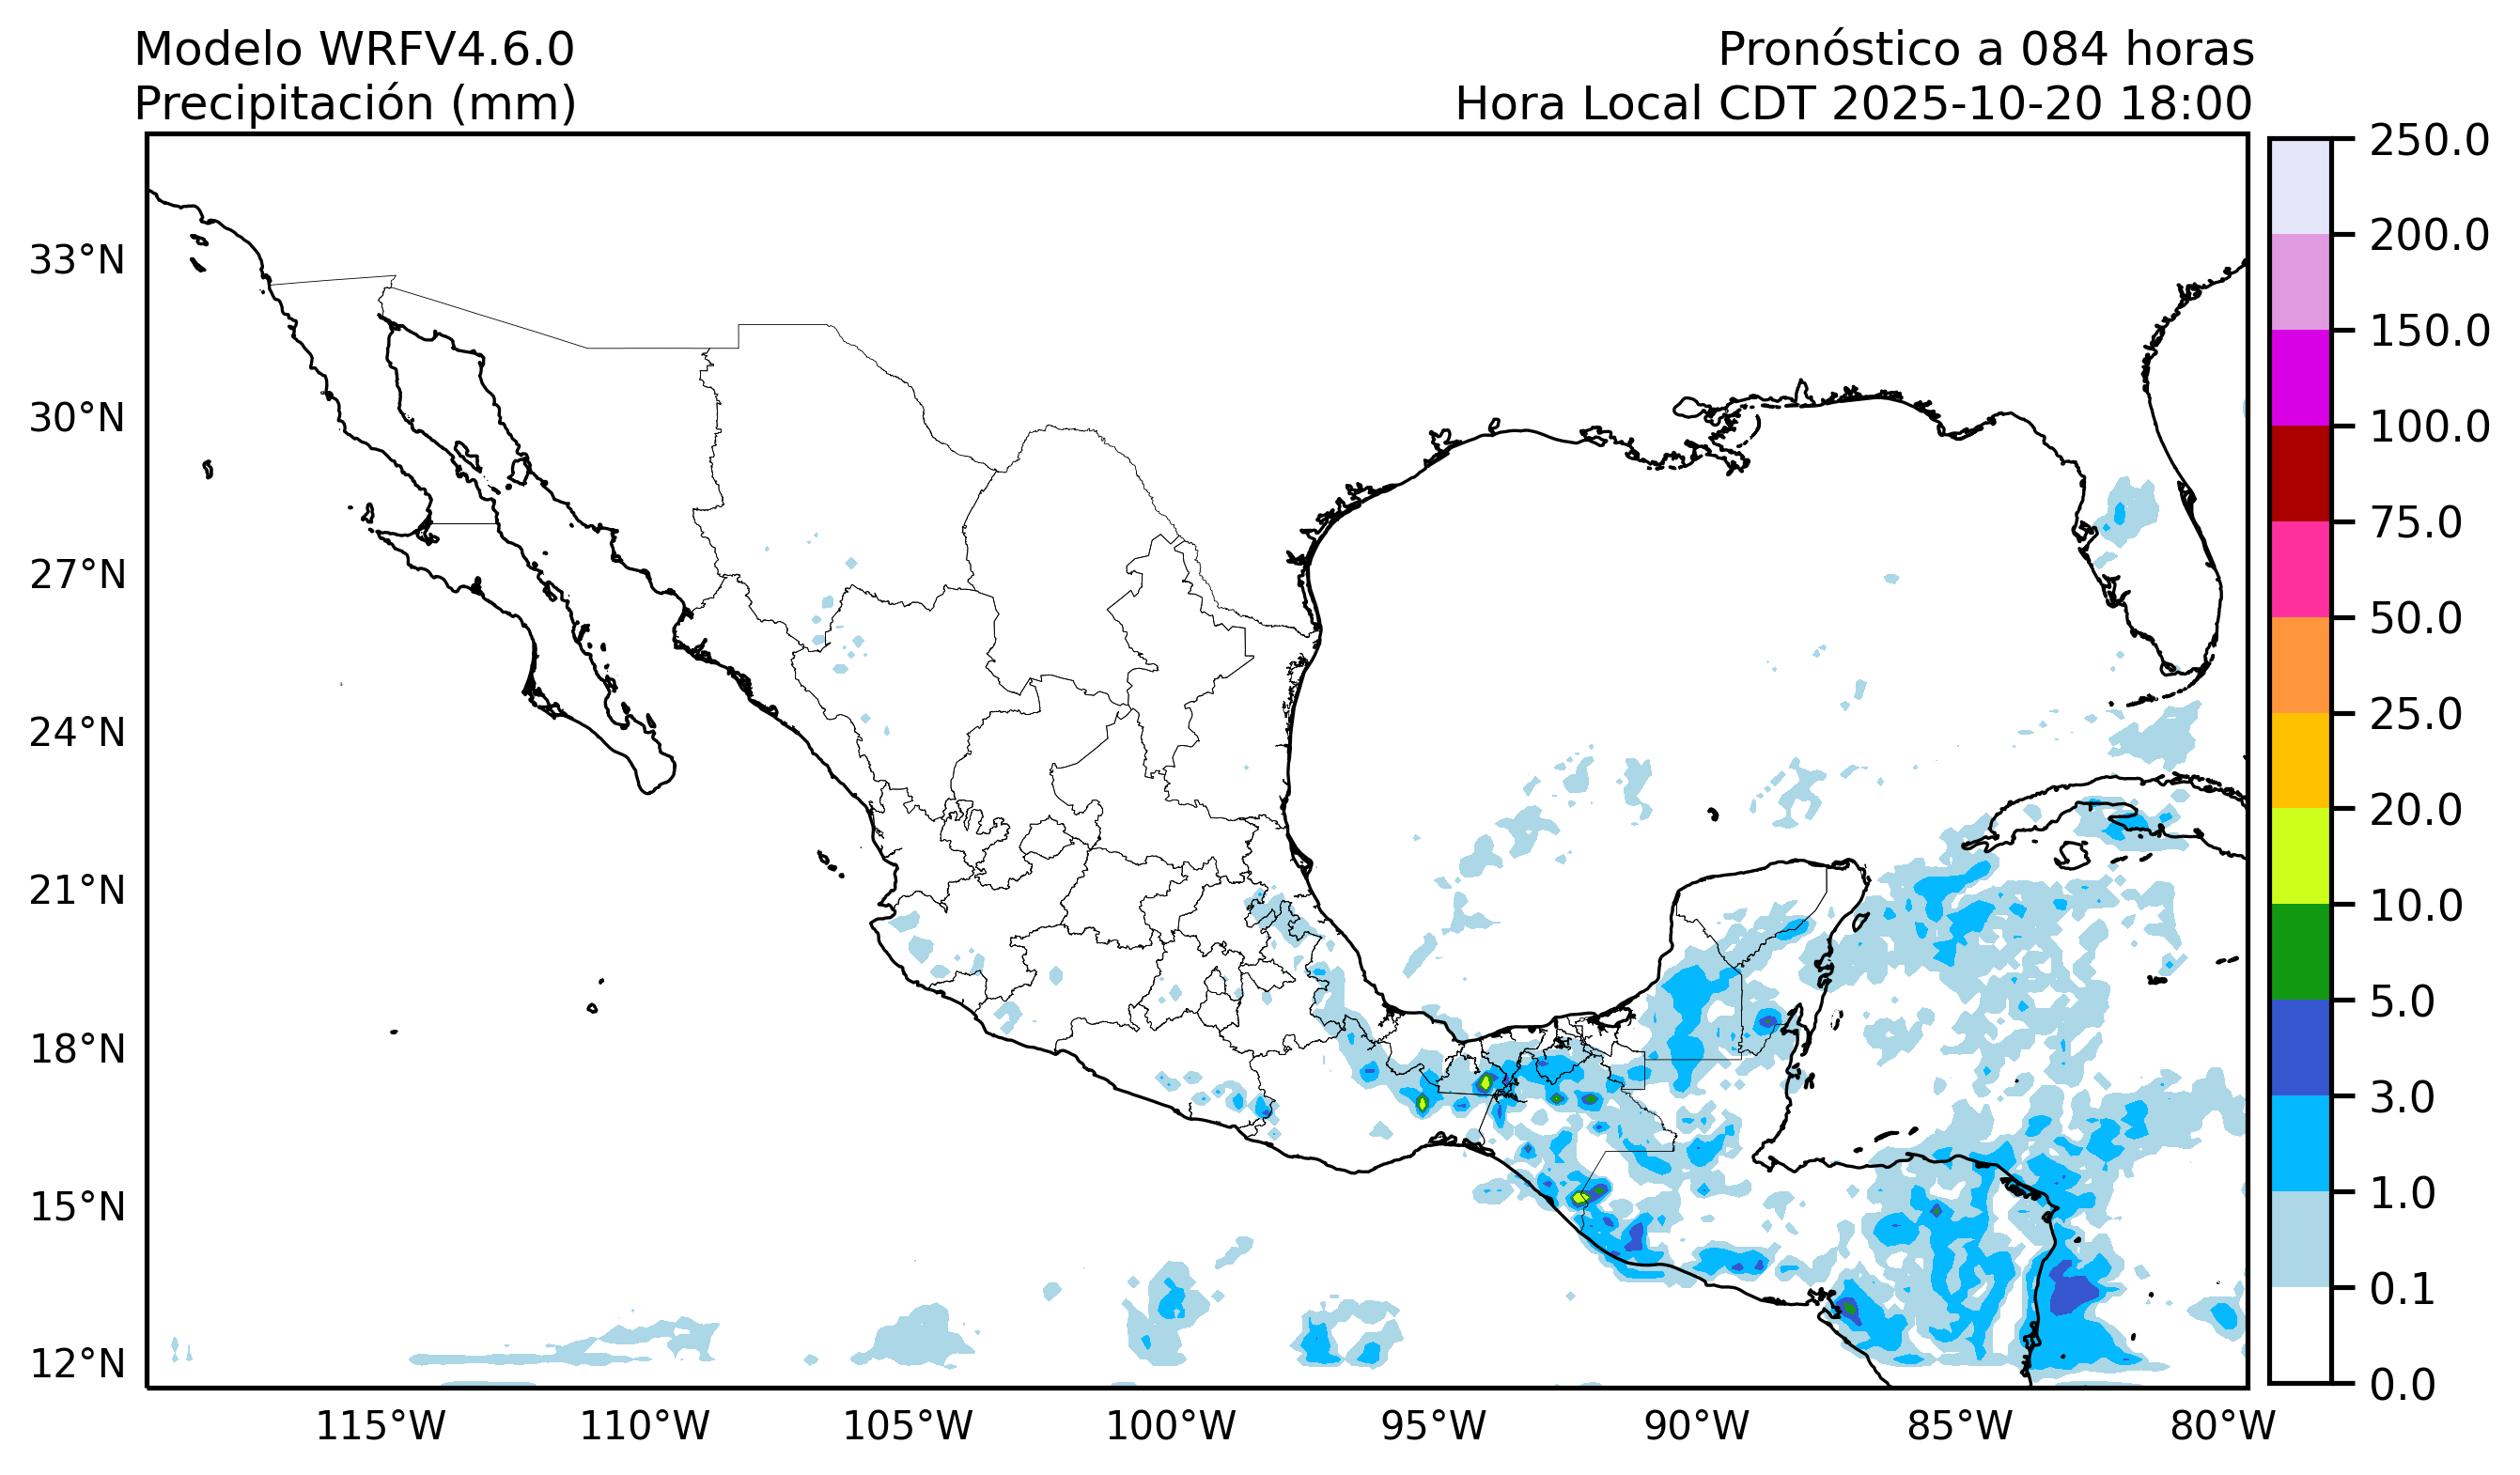 Modelo WRFV4.6.0
Precipitación (mm)
Pronóstico a 084 horas
Hora Local CDT 2025-10-20 18:00
33°N
30°N
27°N
24°N
21°N
18°N
15°N
12°N
115°W
110°W
105°W
100°W
95°W
90°W
85°W
80°W
250.0
200.0
150.0
100.0
75.0
50.0
25.0
20.0
10.0
5.0
3.0
1.0
0.1
0.0